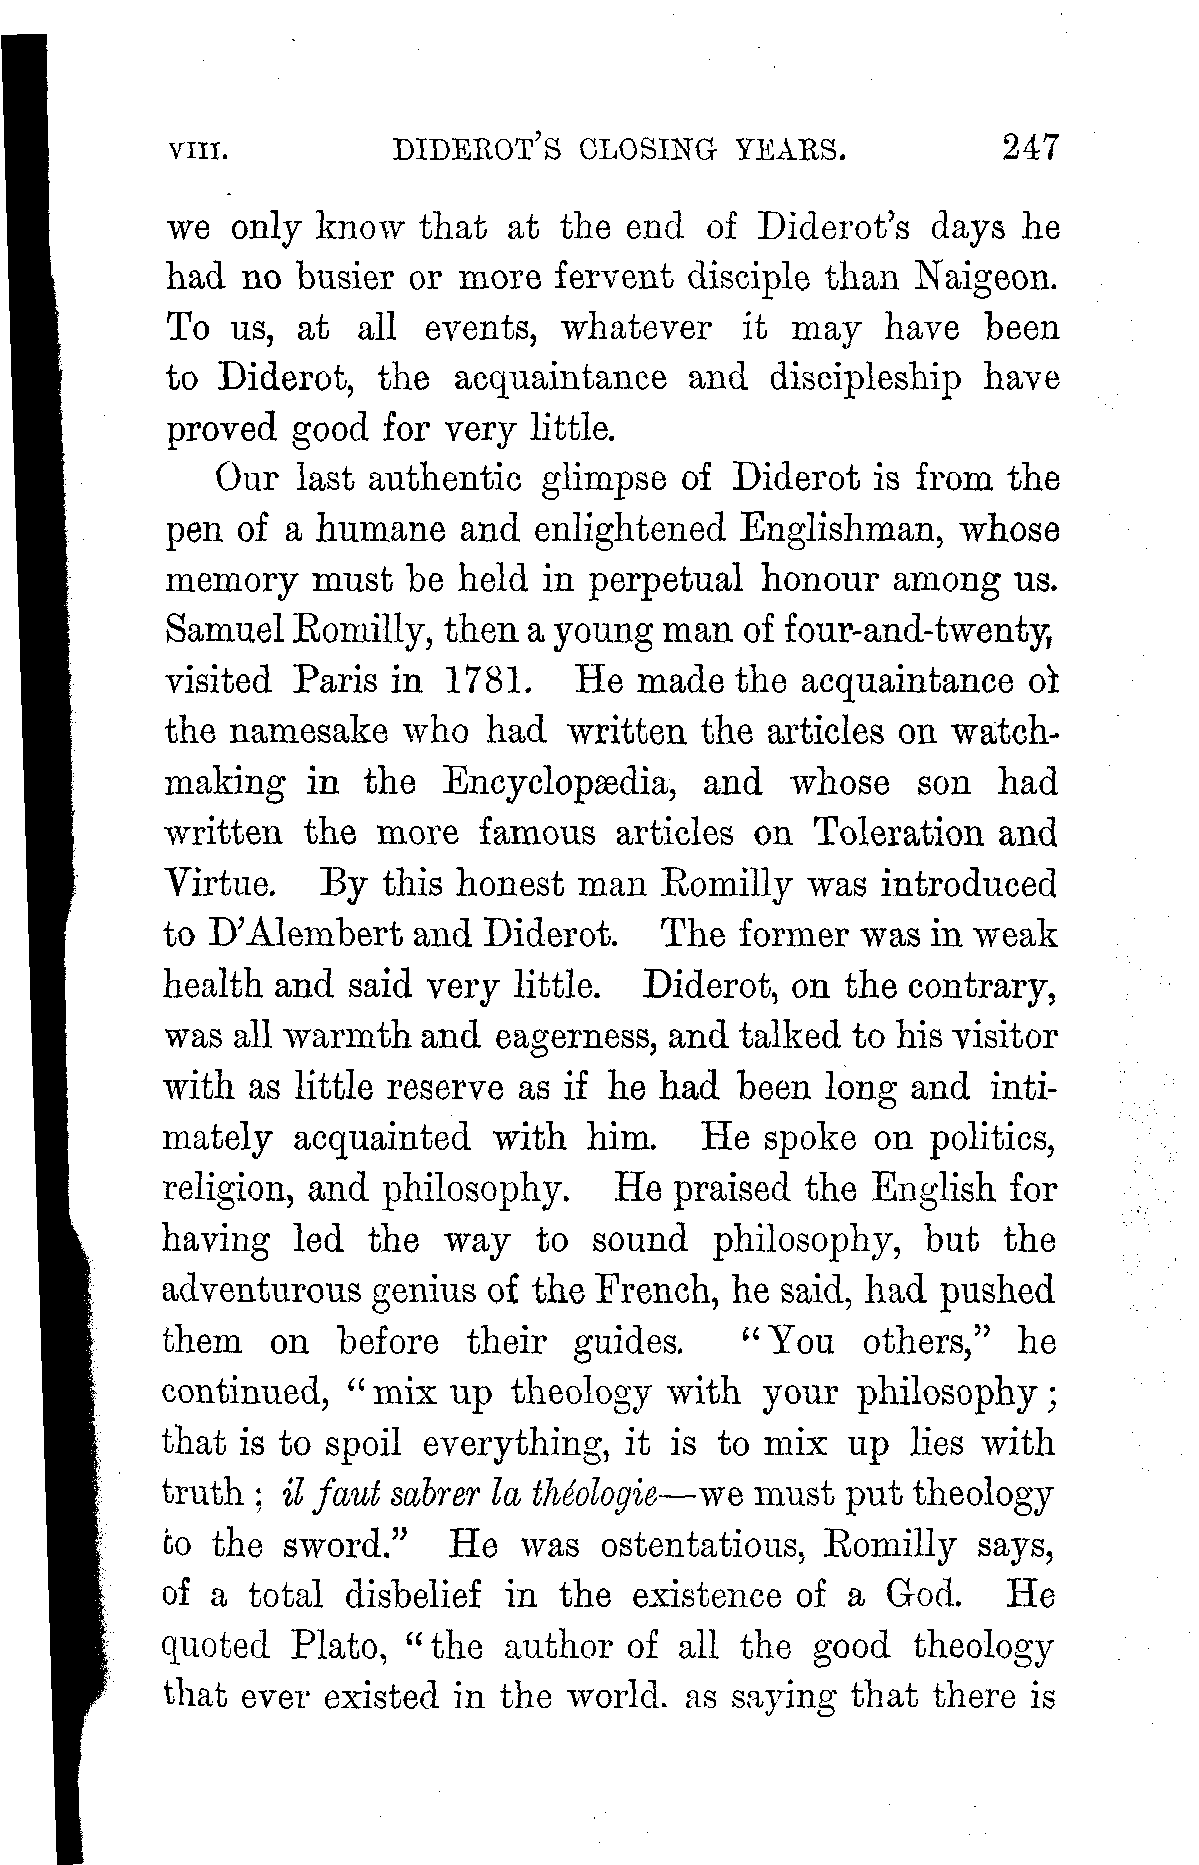 VIII. DIDEROT'S CLOSING YEARS. 247
we only know that at the end of Diderot's days he
had no busier or more fervent disciple than Naigeon.
To us, at all events, whatever it may have been
to Diderot, the acquaintance and discipleship have
proved good for very little.
Our last authentic glimpse of Diderot is from the
pen of a humane and enlightened Englishman, whose
memory must be held in perpetual honour among us.
Samuel Romilly, then a young man of four-and-twenty,
visited Paris in 1781. He made the acquaintance of
the namesake who had written the articles on watch-
making in the Encyclopædia, and whose son had
written the more famous articles on Toleration and
Virtue. By this honest man Romilly was introduced
to D'Alembert and Diderot. The former was in weak
health and said very little. Diderot, on the contrary,
was all warmth and eagerness, and talked to his visitor
with as little reserve as if he had been long and inti-
mately acquainted with him. He spoke on politics,
religion, and philosophy. He praised the English for
having led the way to sound philosophy, but the
adventurous genius of the French, he said, had pushed
them on before their guides. "You others," he
continued, "mix up theology with your philosophy;
that is to spoil everything, it is to mix up lies with
truth; il faut sabrer la théologie—we must put theology
to the sword." He was ostentatious, Romilly says,
of a total disbelief in the existence of a God. He
quoted Plato, "the author of all the good theology
that ever existed in the world. as saying that there is